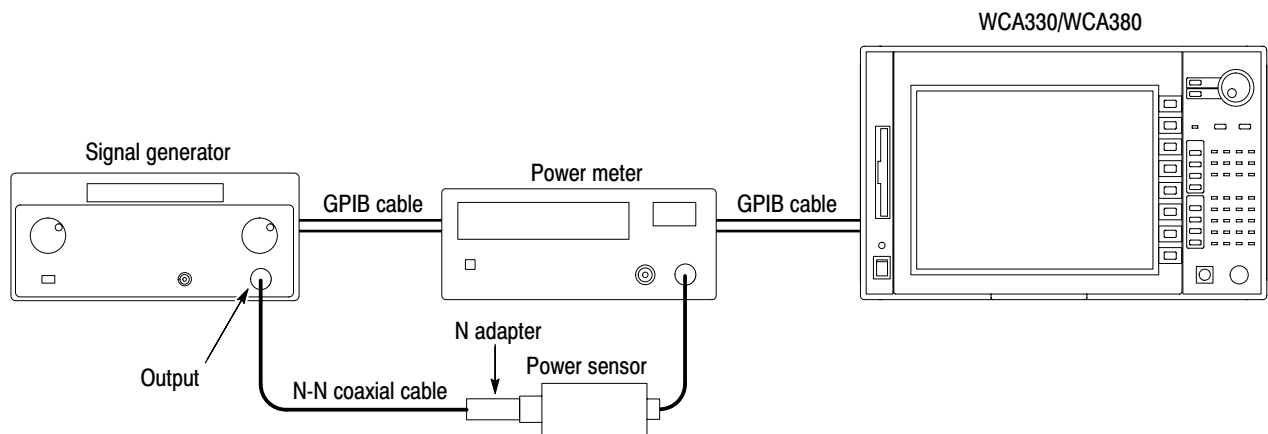 WCA330/WCA380
Signal generator
Power meter
GPIB cable
GPIB cable
N adapter
Power sensor
Output
N-N coaxial cable